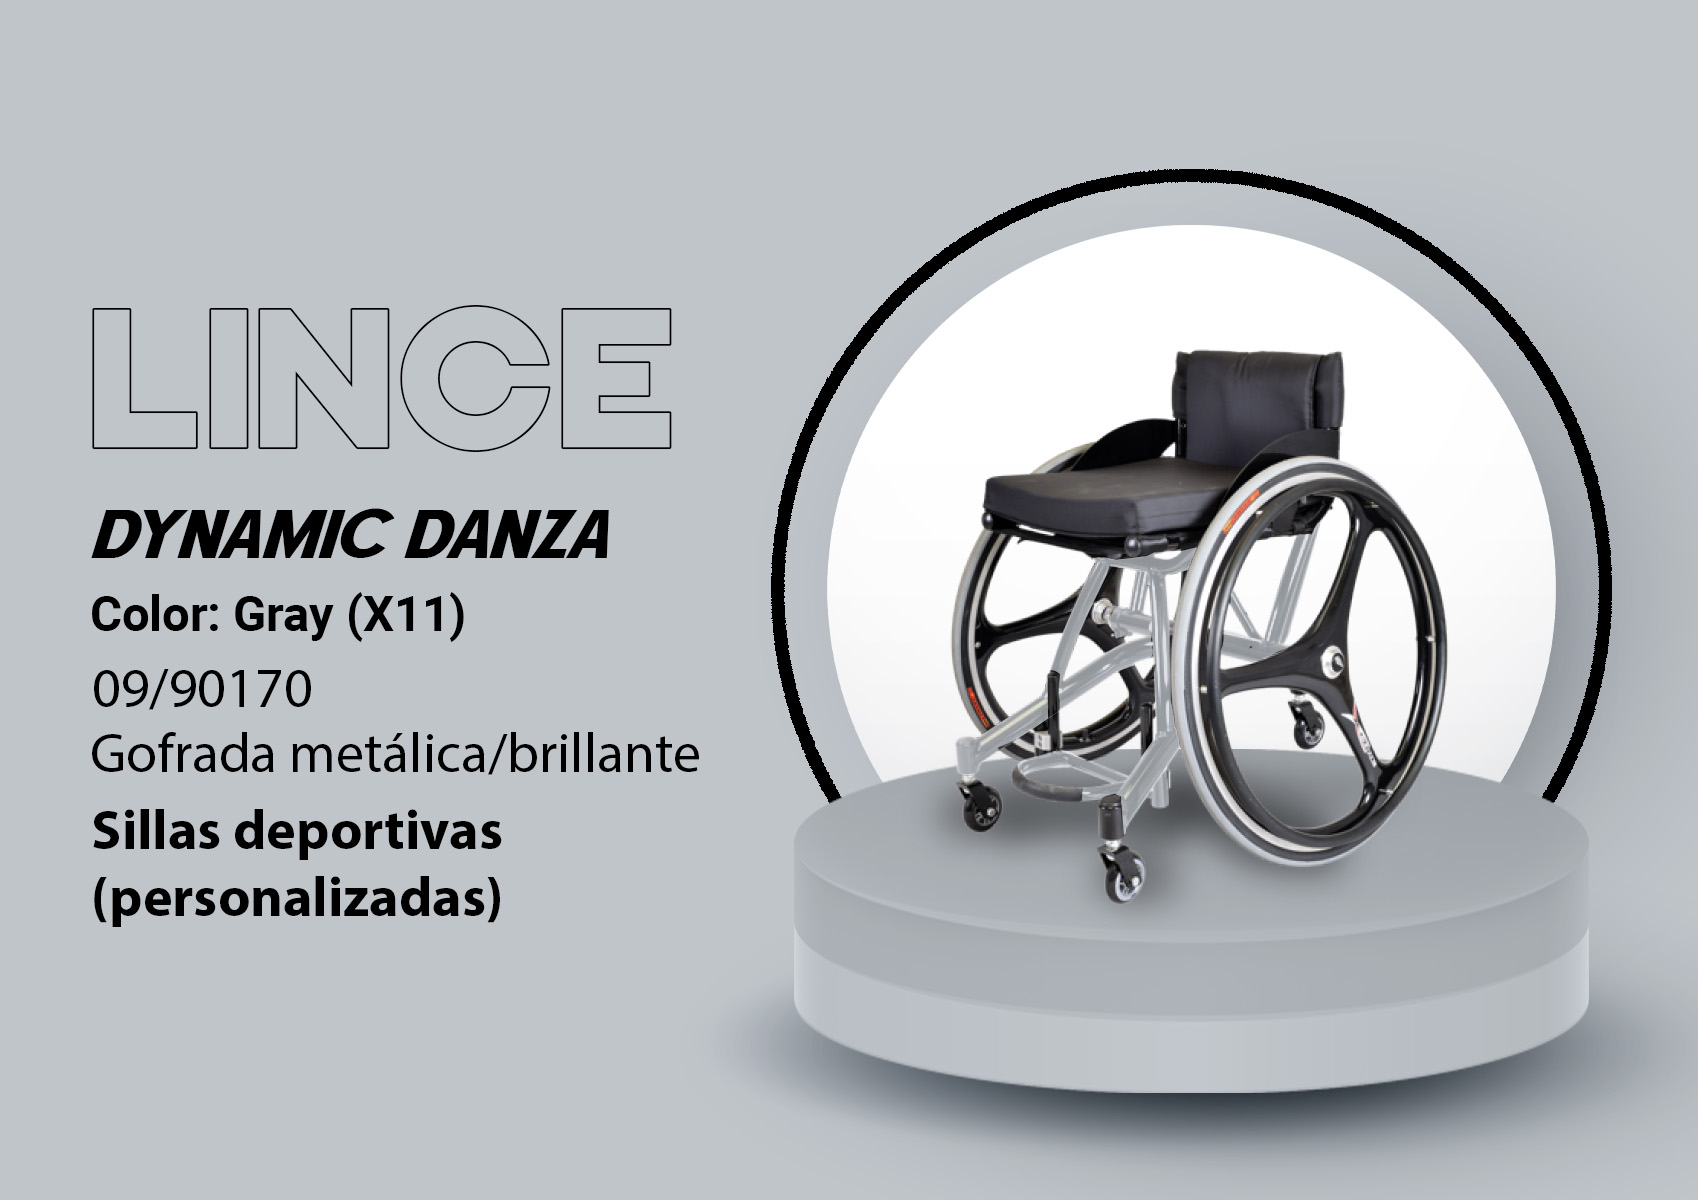 LINCE
DYNAMIC DANZA
Color: Gray (X11)
09/90170
Gofrada metálica/brillante
Sillas deportivas
(personalizadas)